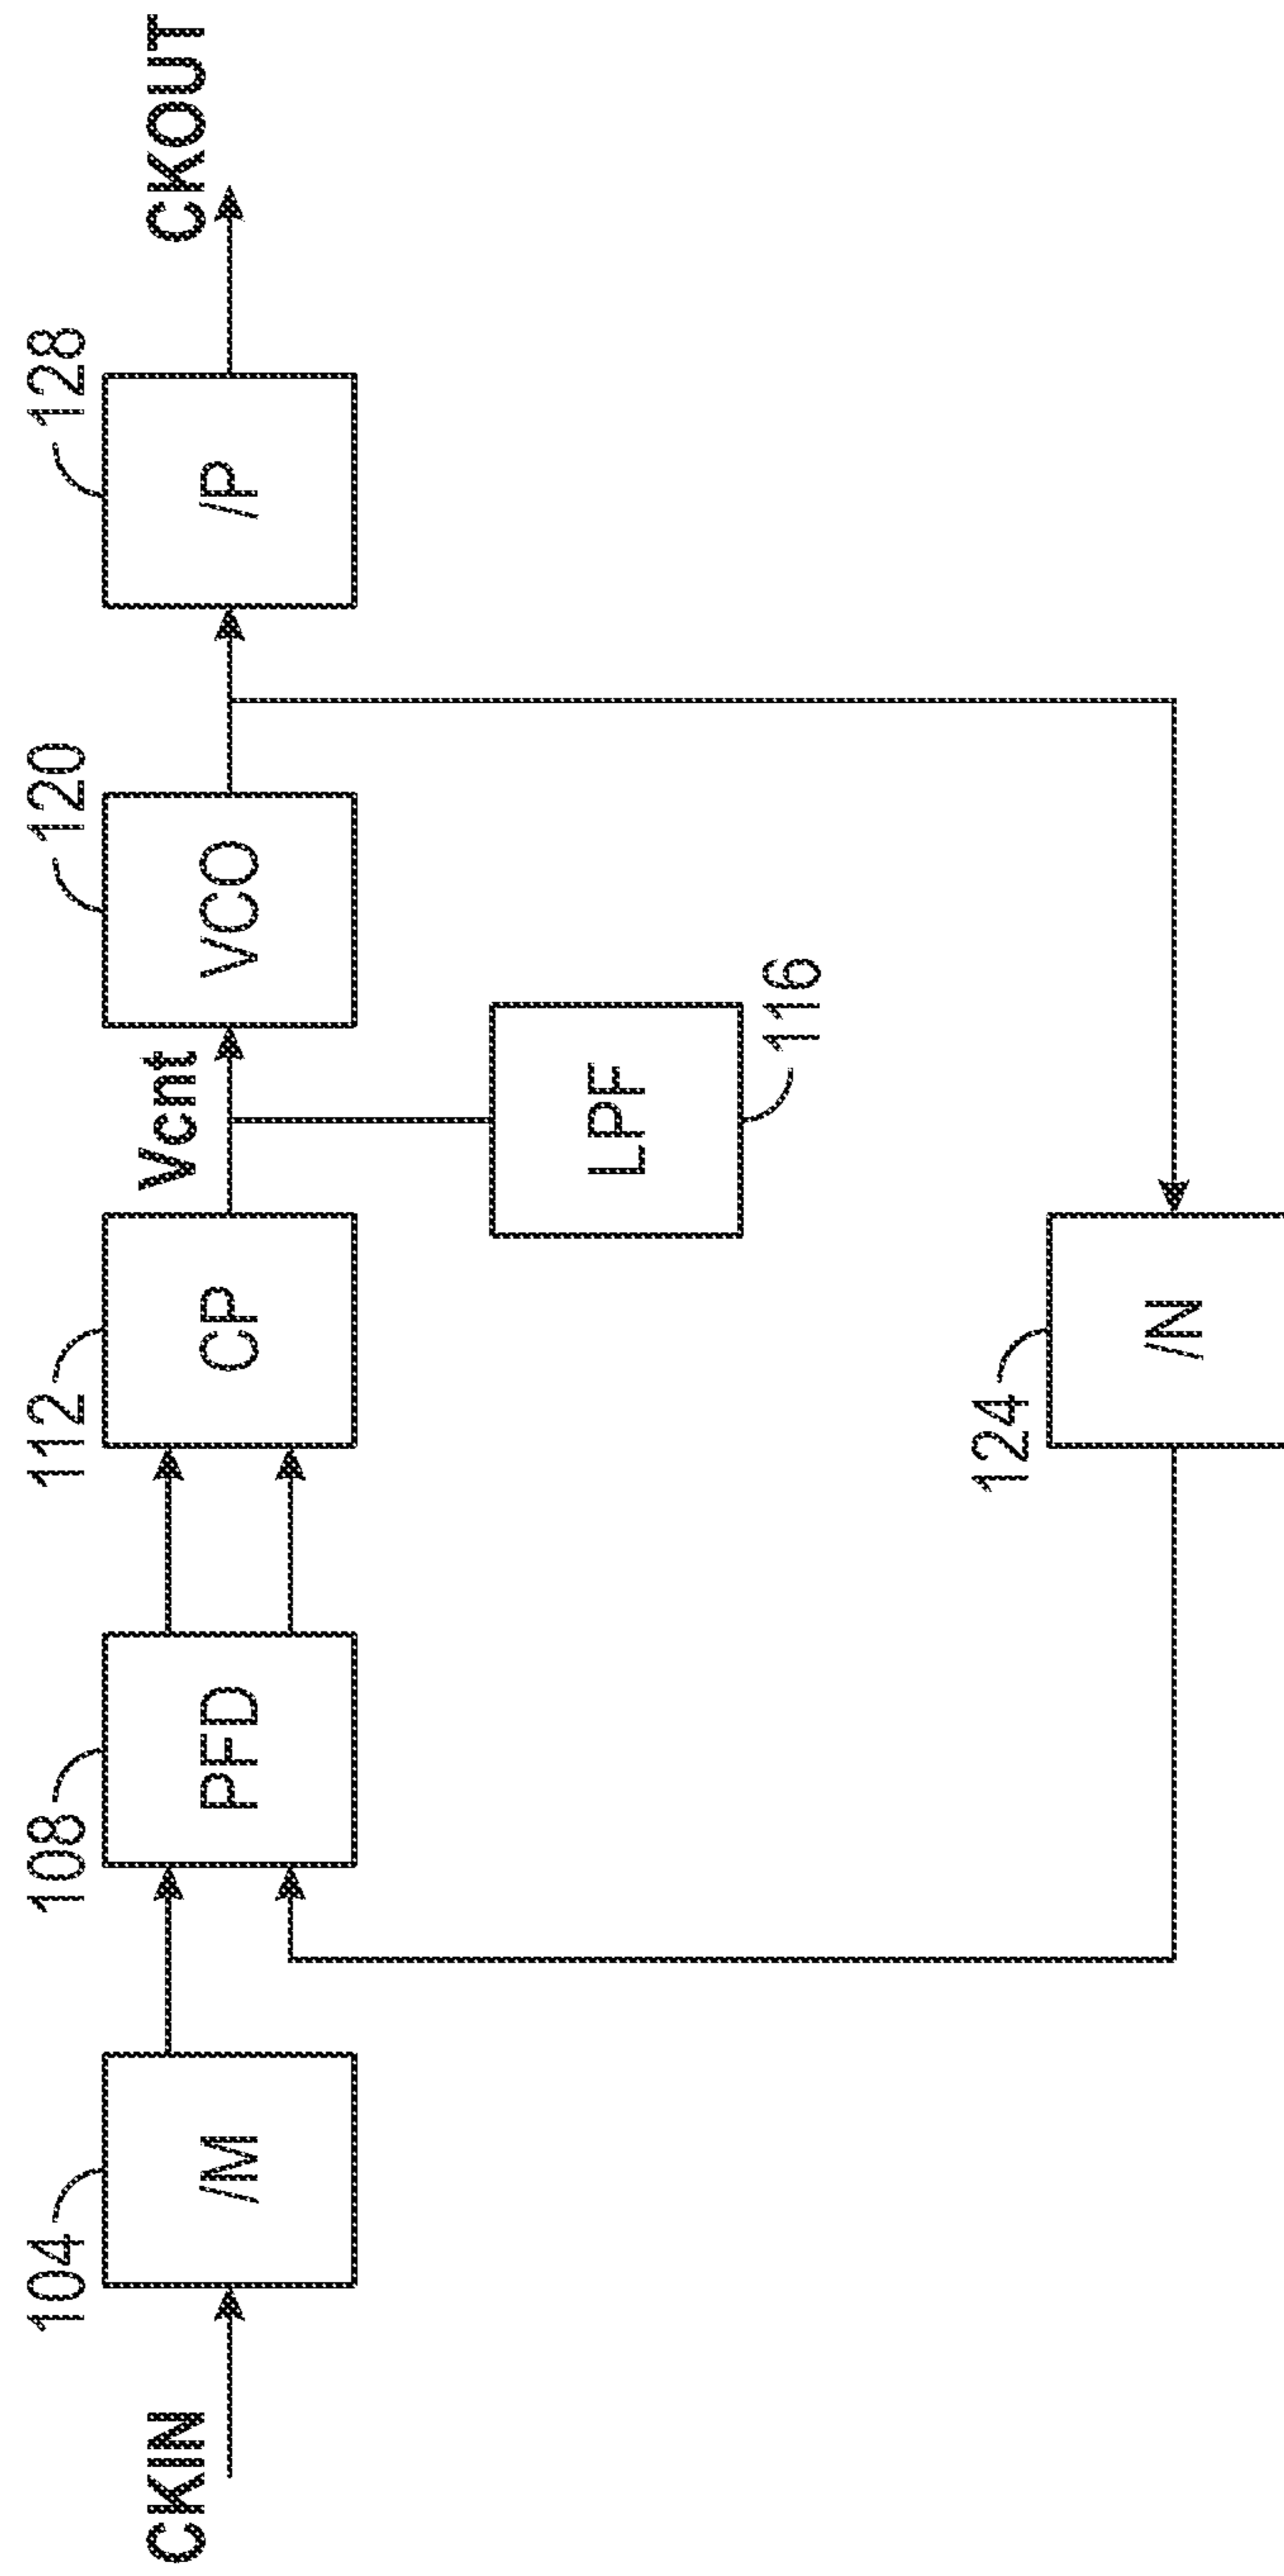 CKIN
104
/M
108
PFD
112
CP
Vcnt
LPF
116
120
VCO
128
/P
CKOUT
124
/N